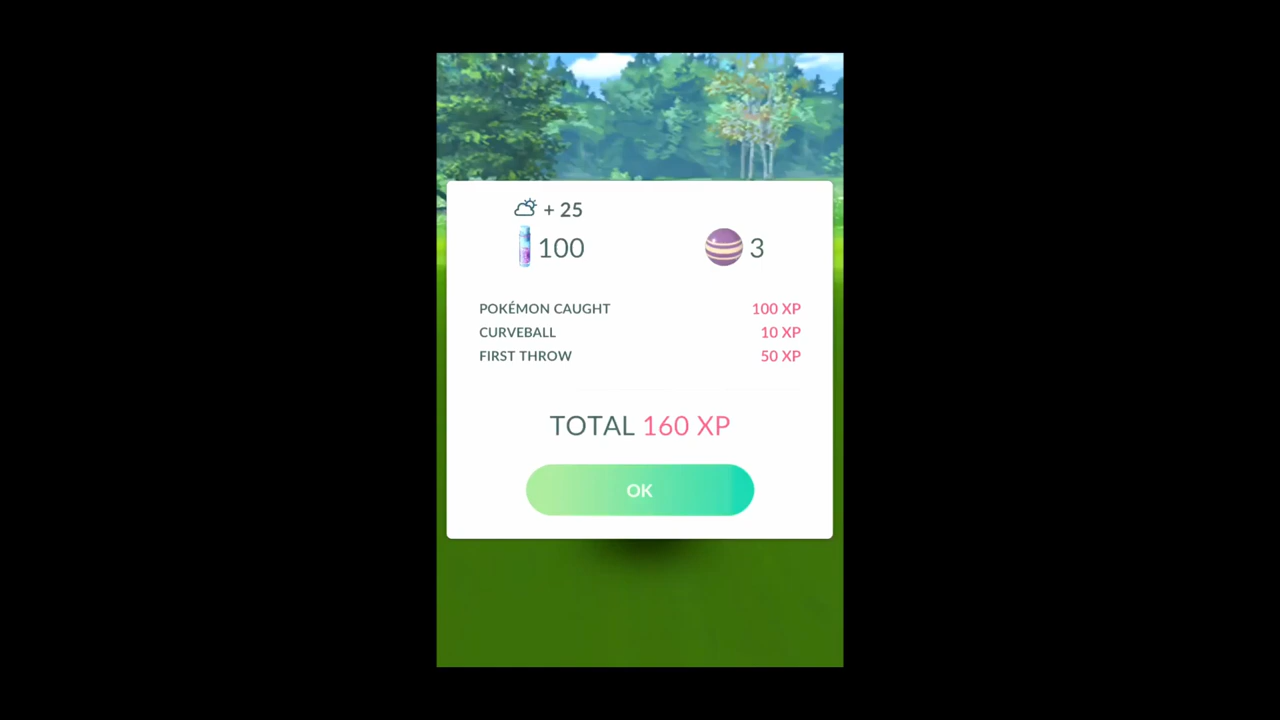 + 25
100 3
POKÉMON CAUGHT 100 XP
CURVEBALL 10 XP
FIRST THROW 50 XP
TOTAL 160 XP
OK